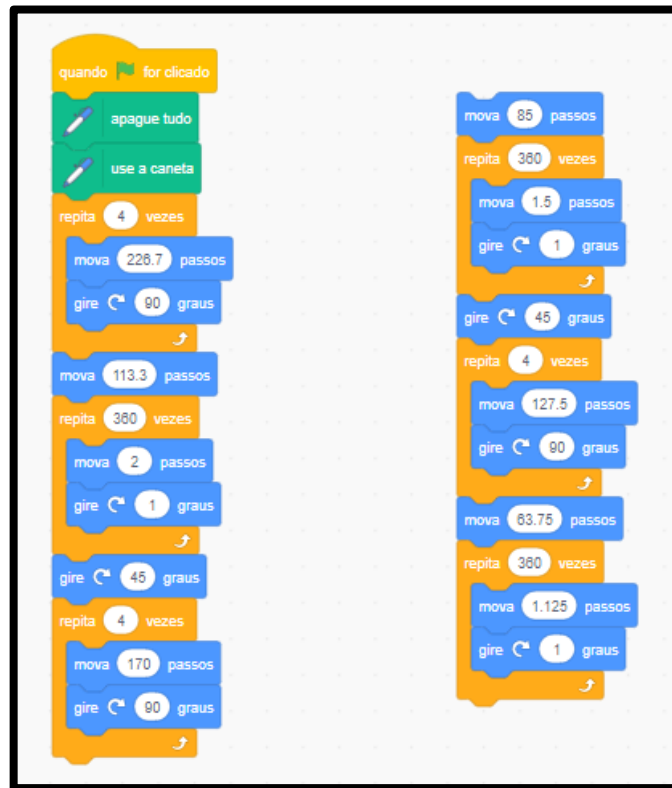 quando for clicado
apague tudo
use a caneta
repita 4 vezes
mova 226.7 passos
gire 90 graus
mova 113.3 passos
repita 360 vezes
mova 2 passos
gire 1 graus
gire 45 graus
repita 4 vezes
mova 170 passos
gire 90 graus
mova 85 passos
repita 360 vezes
mova 1.5 passos
gire 1 graus
gire 45 graus
repita 4 vezes
mova 127.5 passos
gire 90 graus
mova 63.75 passos
repita 360 vezes
mova 1.125 passos
gire 1 graus